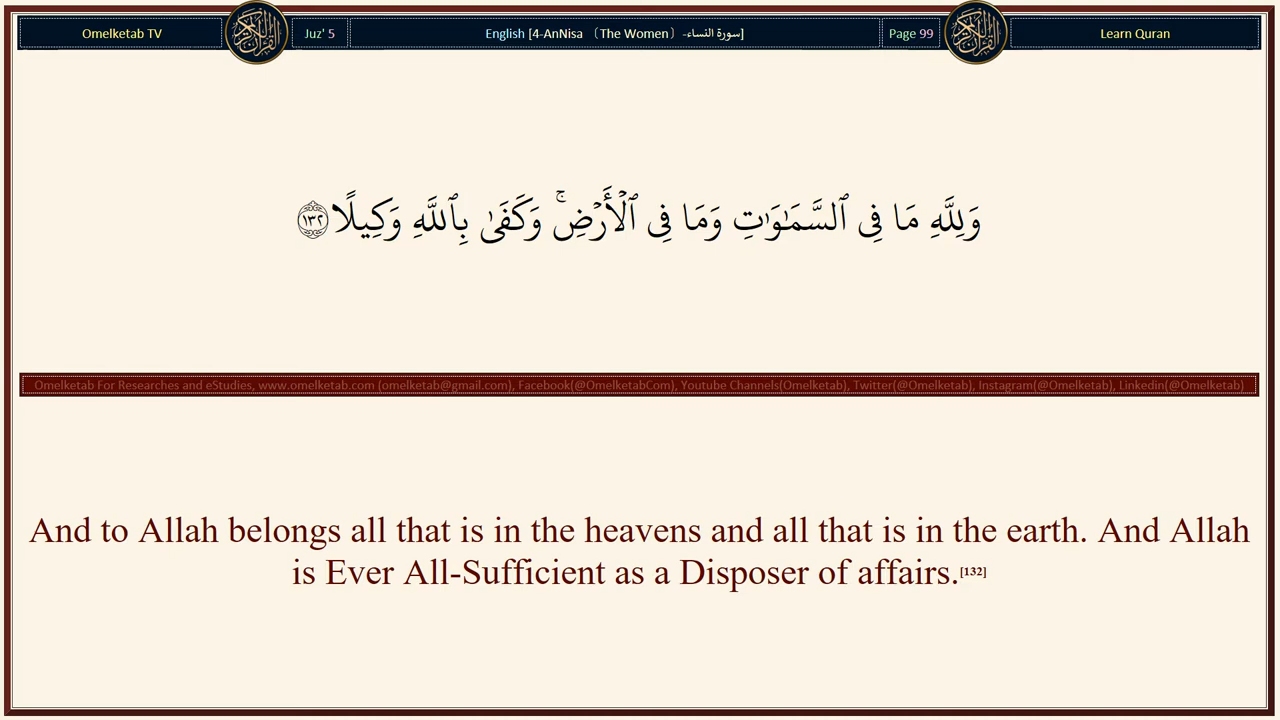 Omelketab TV
Juz' 5
English [4-AnNisa 〔The Women〕 -سورة النساء]
Page 99
Learn Quran
وَلِلَّهِ مَا فِى ٱلسَّمَـٰوَٰتِ وَمَا فِى ٱلْأَرْضِ ۚ وَكَفَىٰ بِٱللَّهِ وَكِيلًا ١٣٢
Omelketab For Researches and eStudies, www.omelketab.com (omelketab@gmail.com), Facebook(@OmelketabCom), Youtube Channels(Omelketab), Twitter(@Omelketab), Instagram(@Omelketab), Linkedin(@Omelketab)
And to Allah belongs all that is in the heavens and all that is in the earth. And Allah
is Ever All-Sufficient as a Disposer of affairs.[132]